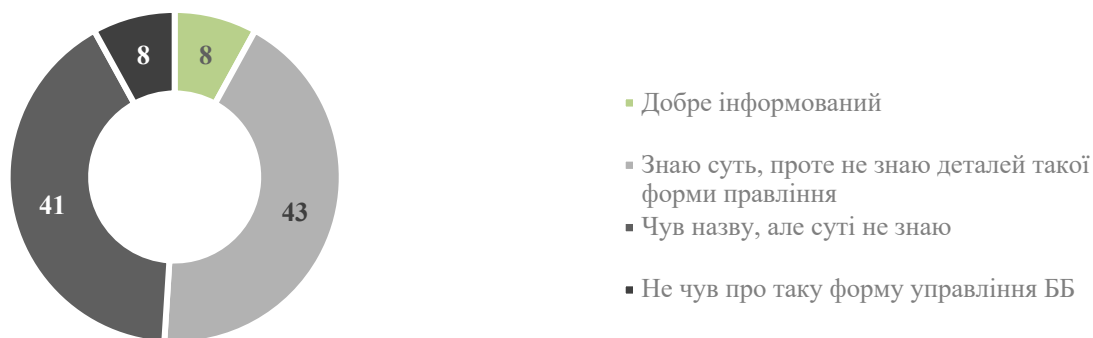 8
8
41
43
Добре інформований
Знаю суть, проте не знаю деталей такої
форми правління
Чув назву, але суті не знаю
Не чув про таку форму управління ББ